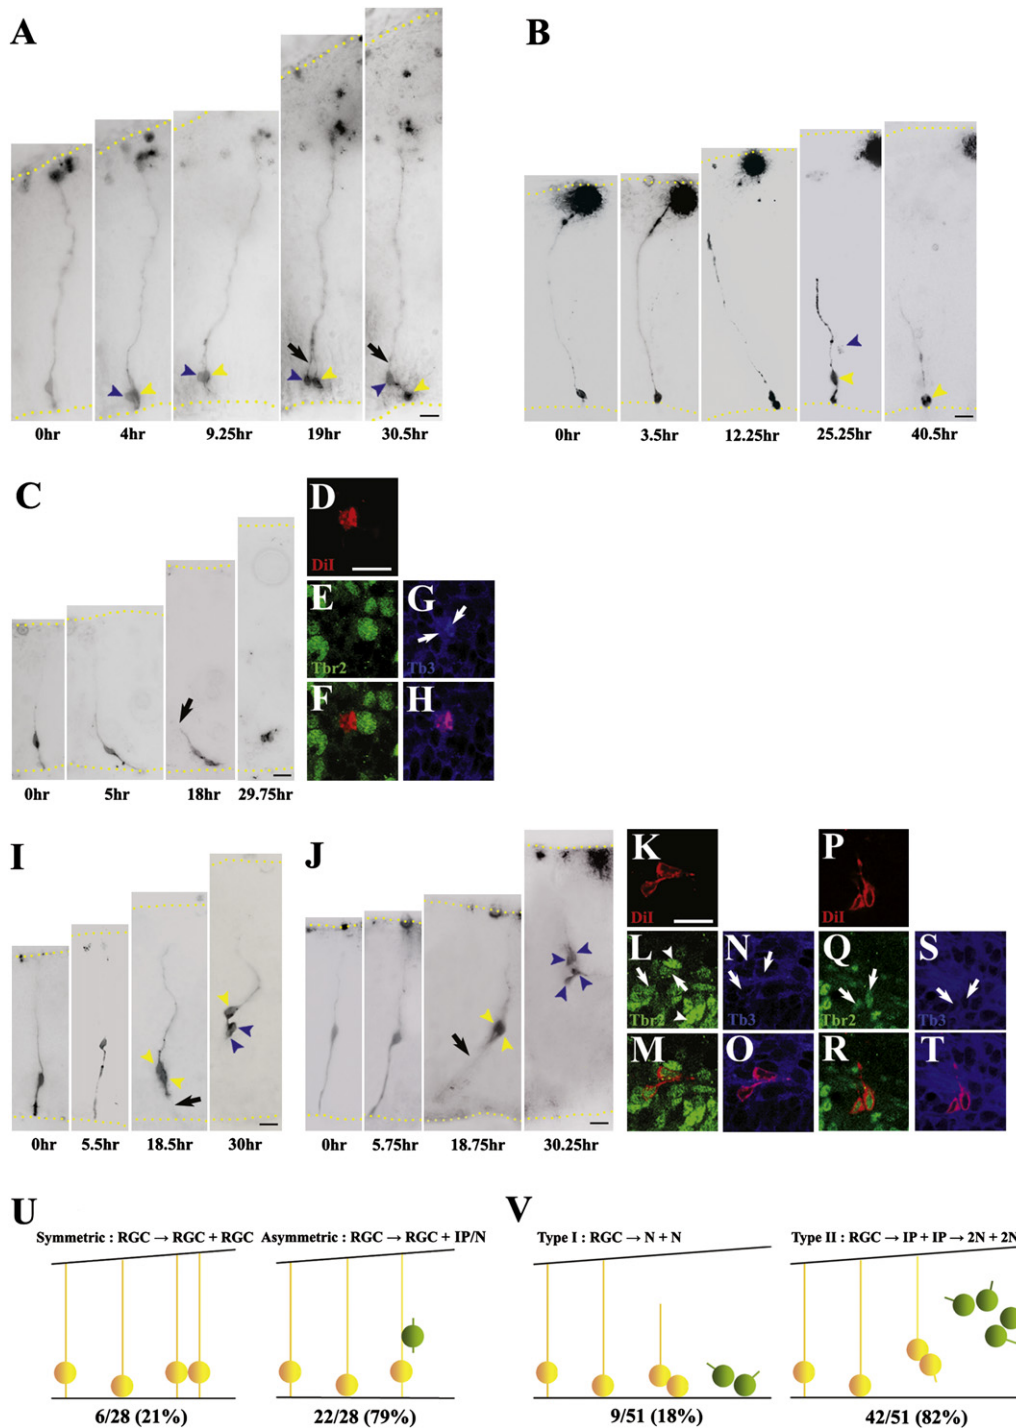 A
B
0hr
4hr
9.25hr
19hr
30.5hr
0hr
3.5hr
12.25hr
25.25hr
40.5hr
C
D
DiI
E
Tbr2
G
Tb3
F
H
0hr
5hr
18hr
29.75hr
I
J
K
DiI
P
DiI
L
Tbr2
N
Tb3
Q
Tbr2
S
Tb3
M
O
R
T
0hr
5.5hr
18.5hr
30hr
0hr
5.75hr
18.75hr
30.25hr
U
V
Symmetric : RGC → RGC + RGC
Asymmetric : RGC → RGC + IP/N
Type I : RGC → N + N
Type II : RGC → IP + IP → 2N + 2N
6/28 (21%)
22/28 (79%)
9/51 (18%)
42/51 (82%)